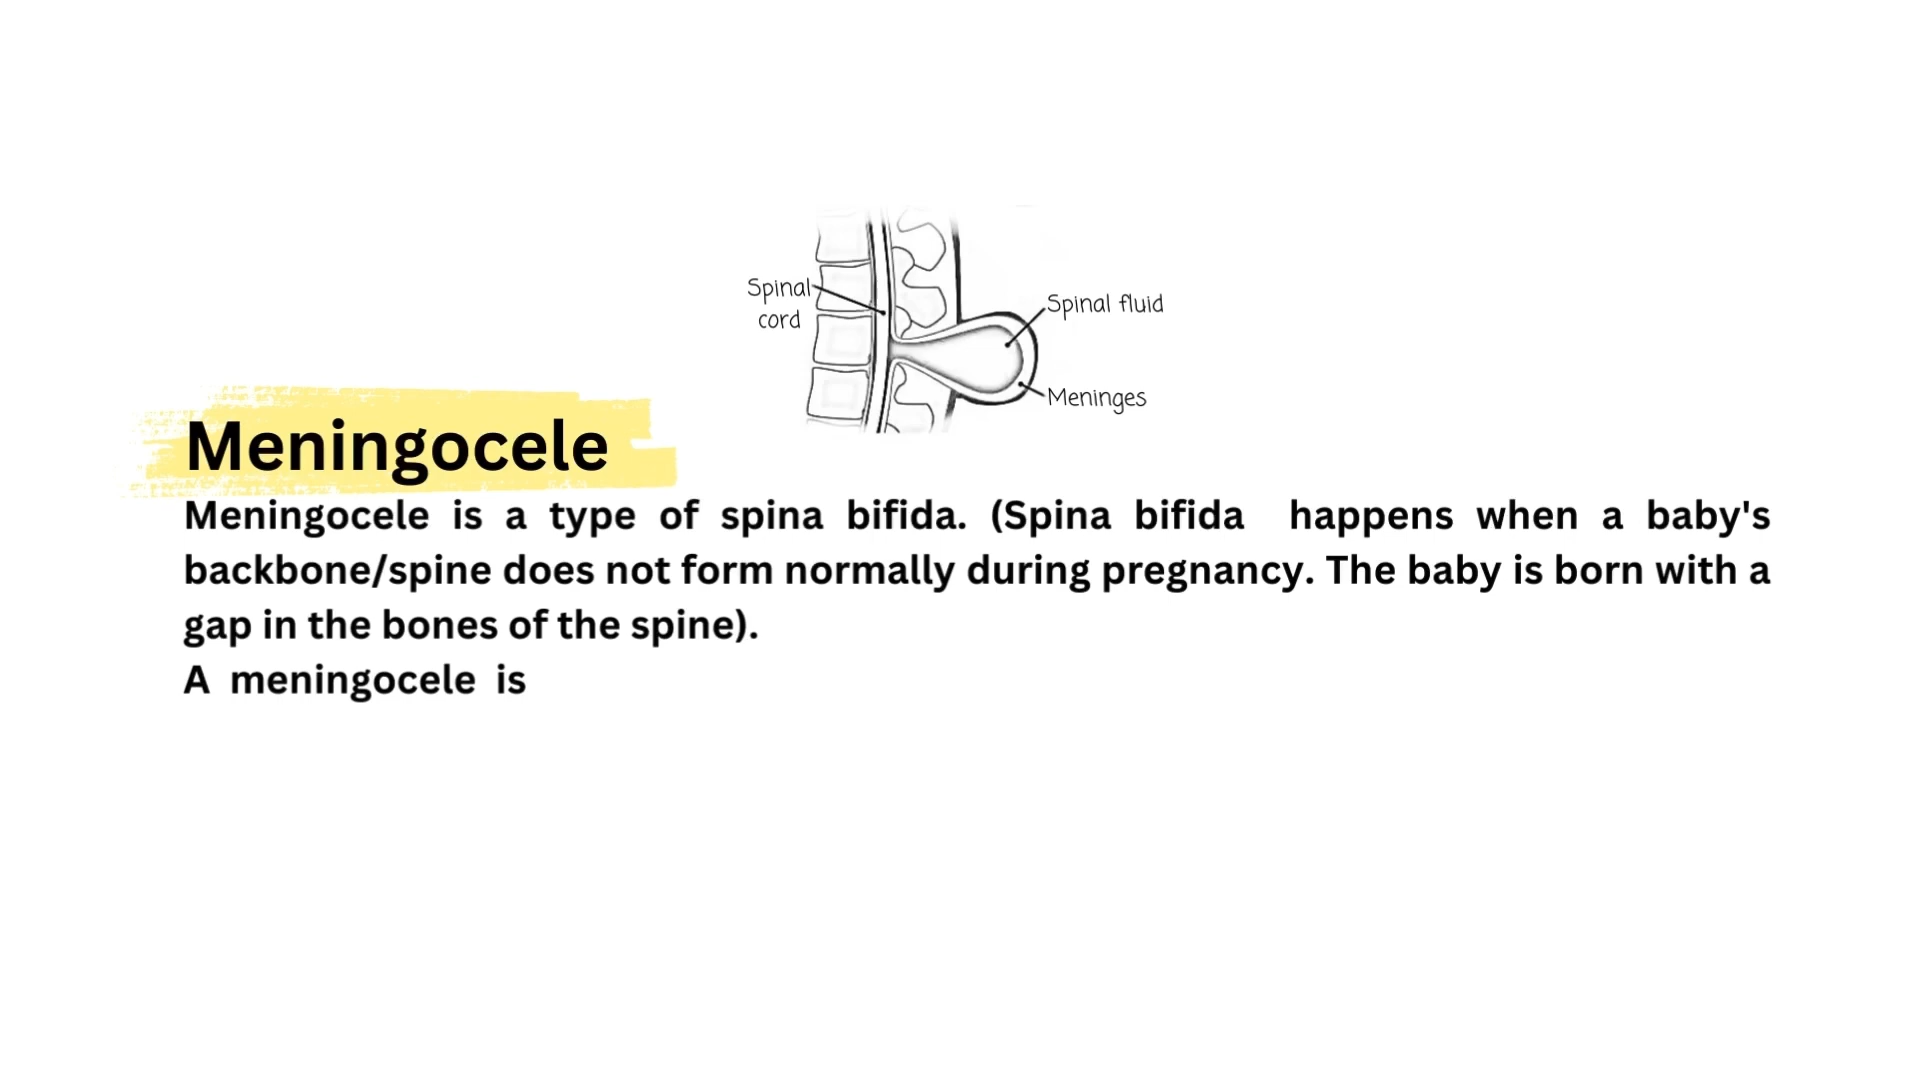 Spinal
cord
Spinal fluid
Meninges
Meningocele
Meningocele is a type of spina bifida. (Spina bifida happens when a baby's
backbone/spine does not form normally during pregnancy. The baby is born with a
gap in the bones of the spine).
A meningocele is